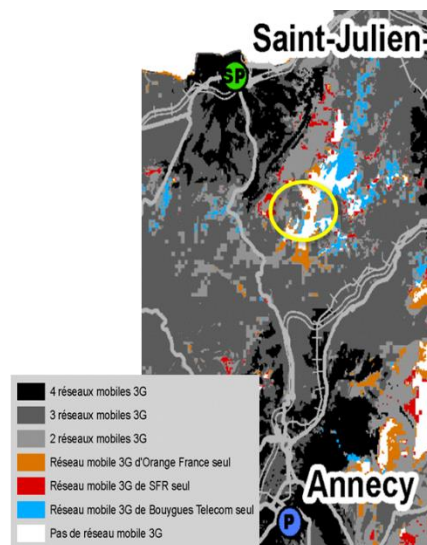 Saint-Julien-
SP
4 réseaux mobiles 3G
3 réseaux mobiles 3G
2 réseaux mobiles 3G
Réseau mobile 3G d'Orange France seul
Réseau mobile 3G de SFR seul
Réseau mobile 3G de Bouygues Telecom seul
Pas de réseau mobile 3G
Annecy
P